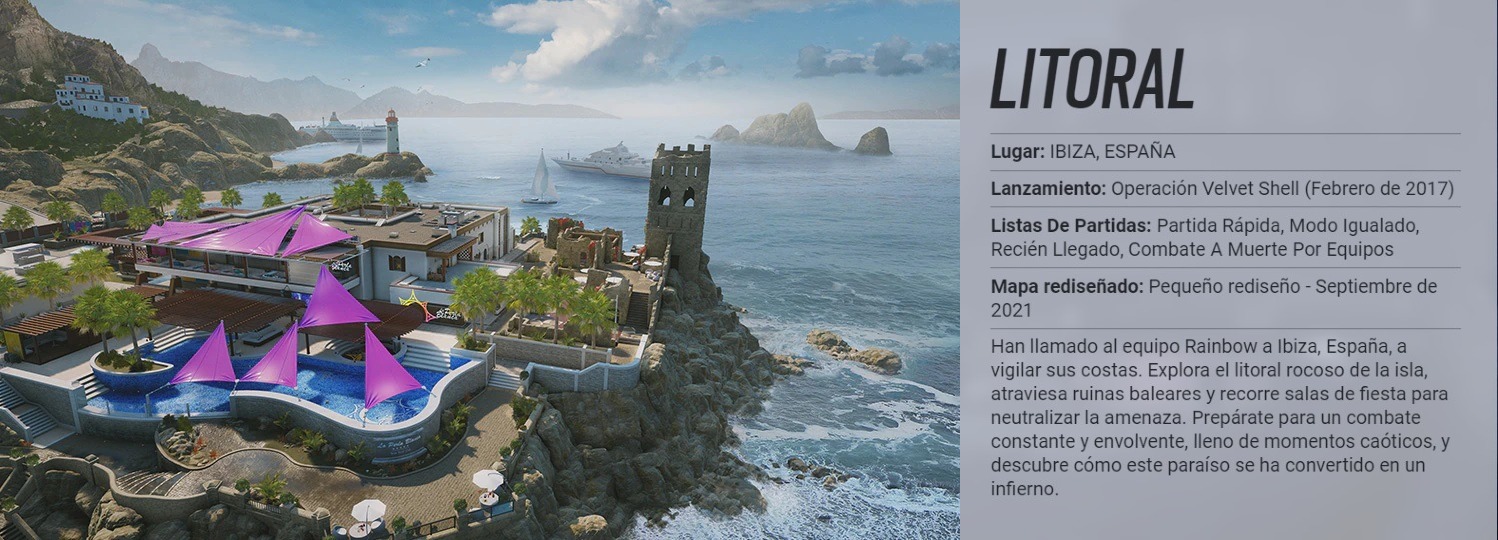 LITORAL
Lugar: IBIZA, ESPAÑA
Lanzamiento: Operación Velvet Shell (Febrero de 2017)
Listas De Partidas: Partida Rápida, Modo Igualado,
Recién Llegado, Combate A Muerte Por Equipos
Mapa rediseñado: Pequeño rediseño - Septiembre de
2021
Han llamado al equipo Rainbow a Ibiza, España, a
vigilar sus costas. Explora el litoral rocoso de la isla,
atraviesa ruinas baleares y recorre salas de fiesta para
neutralizar la amenaza. Prepárate para un combate
constante y envolvente, lleno de momentos caóticos, y
descubre cómo este paraíso se ha convertido en un
infierno.
La Perla Blanca